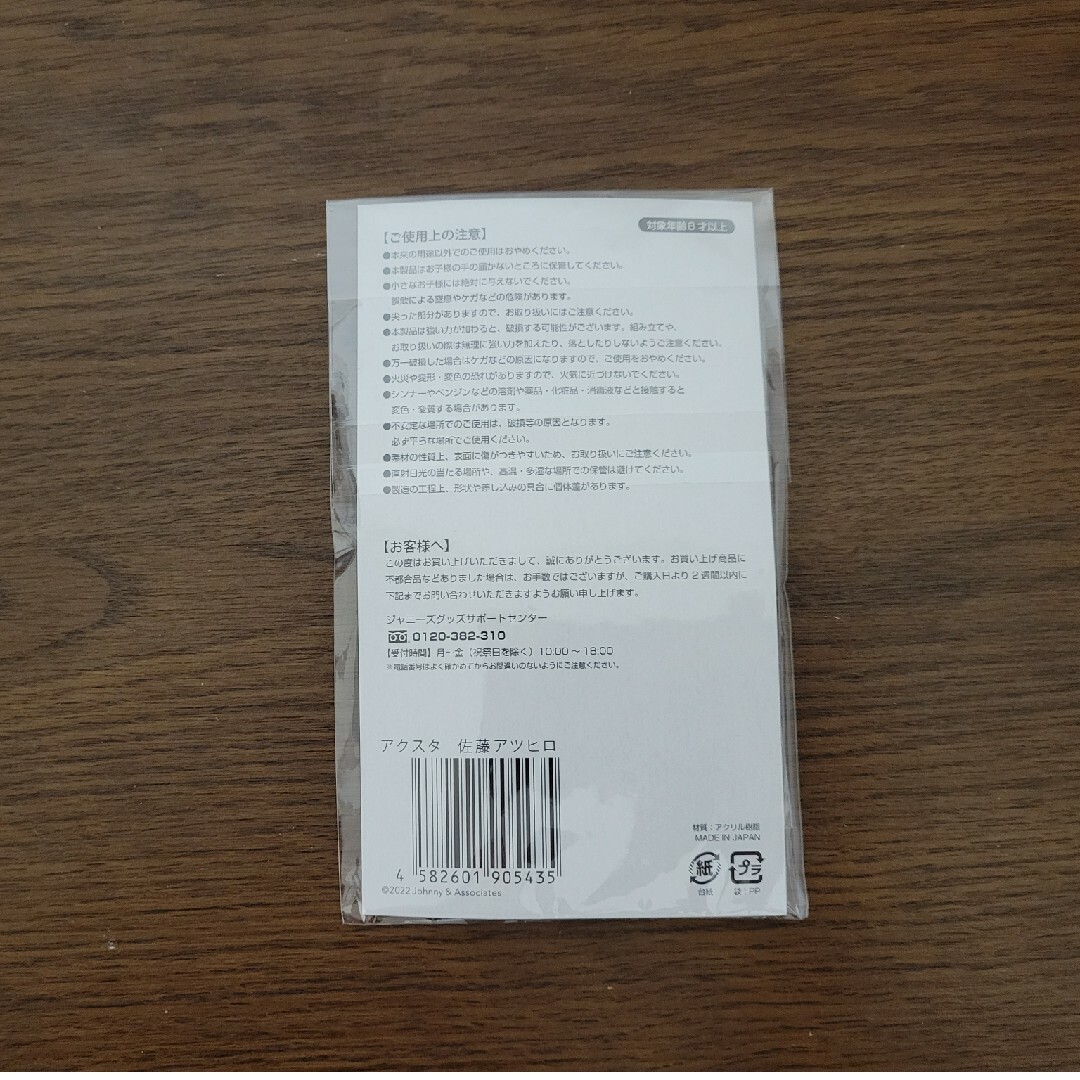 【ご使用上の注意】
対象年齢6才以上
●本来の用途以外でのご使用はおやめください。
●本製品はお子様の手の届かないところに保管してください。
●小さなお子様には絶対に与えないでください。
誤飲による窒息やケガなどの危険があります。
●尖った部分がありますので、お取り扱いにはご注意ください。
●本製品は強い力が加わると、破損する可能性がございます。組み立てや、
お取り扱いの際は無理に強い力を加えたり、落としたりしないようご注意ください。
●万一破損した場合はケガなどの原因になりますので、ご使用をおやめください。
●火災や変形・変色の恐れがありますので、火気に近づけないでください。
●シンナーやベンジンなどの溶剤や薬品・化粧品・消毒液などと接触すると
変色・変質する場合があります。
●不安定な場所でのご使用は、破損等の原因となります。
必ず平らな場所でご使用ください。
●素材の性質上、表面に傷がつきやすいため、お取り扱いにご注意ください。
●直射日光の当たる場所や、高温・多湿な場所での保管は避けてください。
●製造の工程上、形状や差し込みの具合に個体差があります。
【お客様へ】
この度はお買い上げいただきまして、誠にありがとうございます。お買い上げ商品に
不都合品などありました場合は、お手数ではございますが、ご購入日より2週間以内に
下記までお問い合わせいただきますようお願い申し上げます。
ジャニーズグッズサポートセンター
0120-382-310
【受付時間】月~金(祝祭日を除く)10:00~18:00
※電話番号はよく確かめてからお間違いのないようにご注意ください。
アクスタ 佐藤アツヒロ
4 582601 905435
©2022 Johnny & Associates
材質：アクリル樹脂
MADE IN JAPAN
紙 プラ
台紙 袋：PP